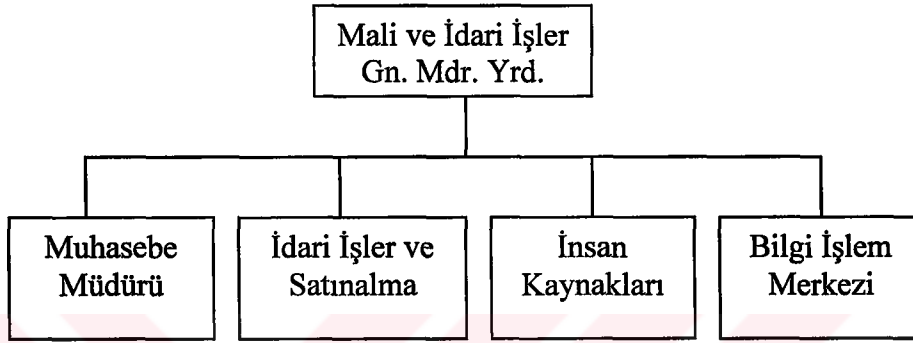 Mali ve İdari İşler
Gn. Mdr. Yrd.
Muhasebe
Müdürü
İdari İşler ve
Satınalma
İnsan
Kaynakları
Bilgi İşlem
Merkezi